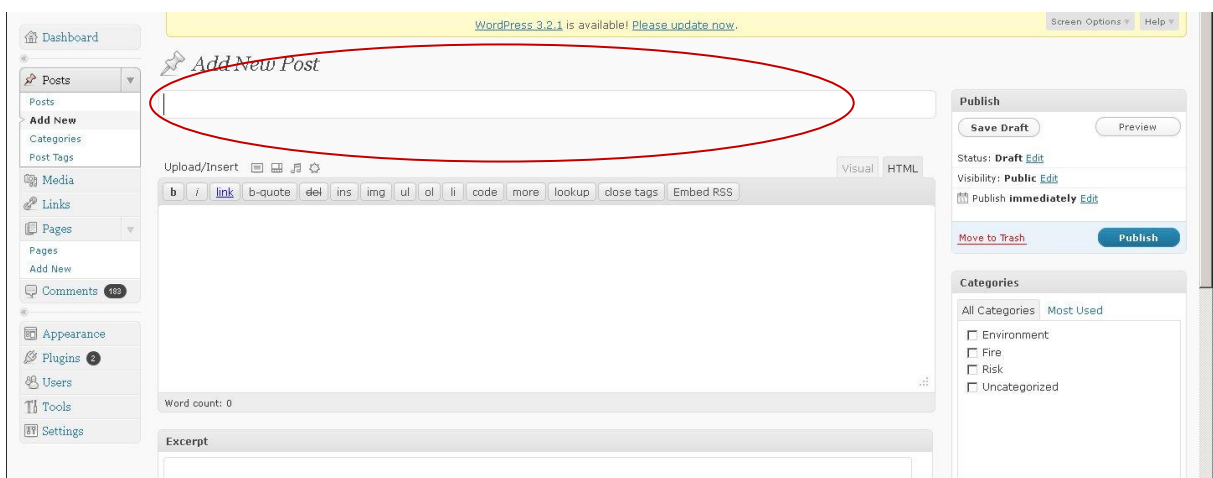 WordPress 3.2.1 is available! Please update now.
Screen Options Help
Dashboard
Posts
Posts
Add New
Categories
Post Tags
Media
Links
Pages
Pages
Add New
Comments 183
Appearance
Plugins 2
Users
Tools
Settings
Add New Post
Upload/Insert
Visual HTML
b i link b-quote del ins img ul ol li code more lookup close tags Embed RSS
Word count: 0
Excerpt
Publish
Save Draft Preview
Status: Draft Edit
Visibility: Public Edit
Publish immediately Edit
Move to Trash Publish
Categories
All Categories Most Used
Environment
Fire
Risk
Uncategorized